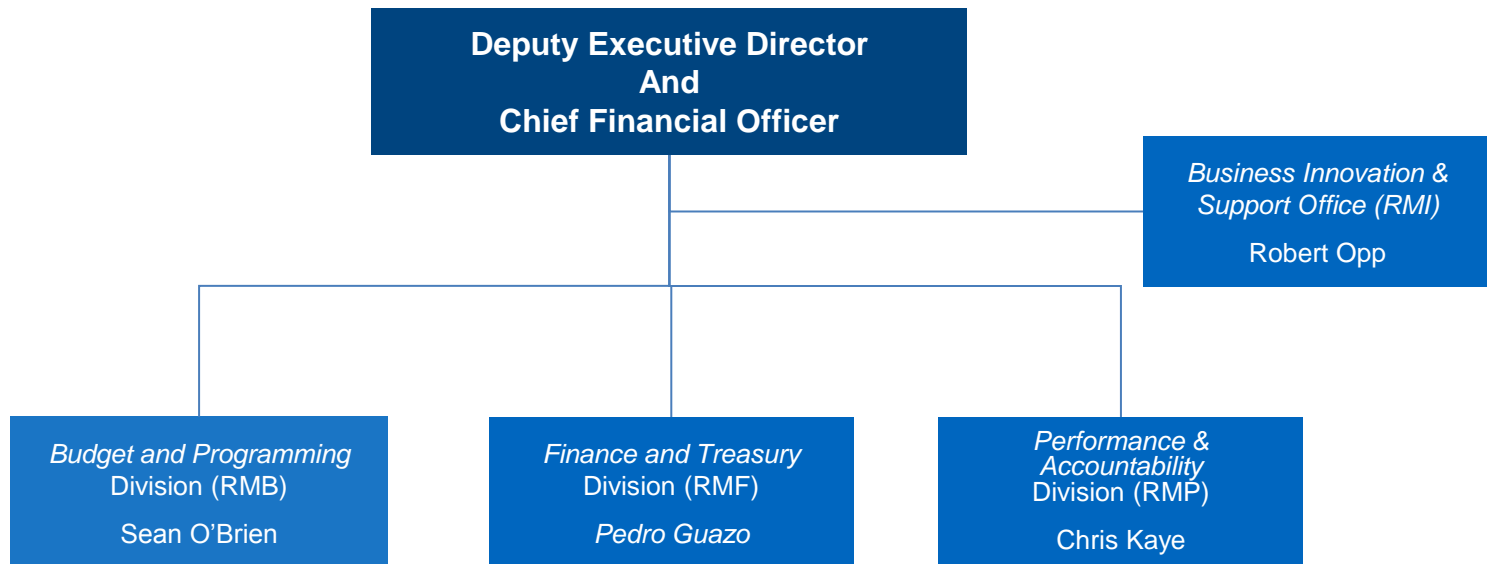 Deputy Executive Director
And
Chief Financial Officer
Business Innovation &
Support Office (RMI)
Robert Opp
Budget and Programming
Division (RMB)
Sean O’Brien
Finance and Treasury
Division (RMF)
Pedro Guazo
Performance &
Accountability
Division (RMP)
Chris Kaye